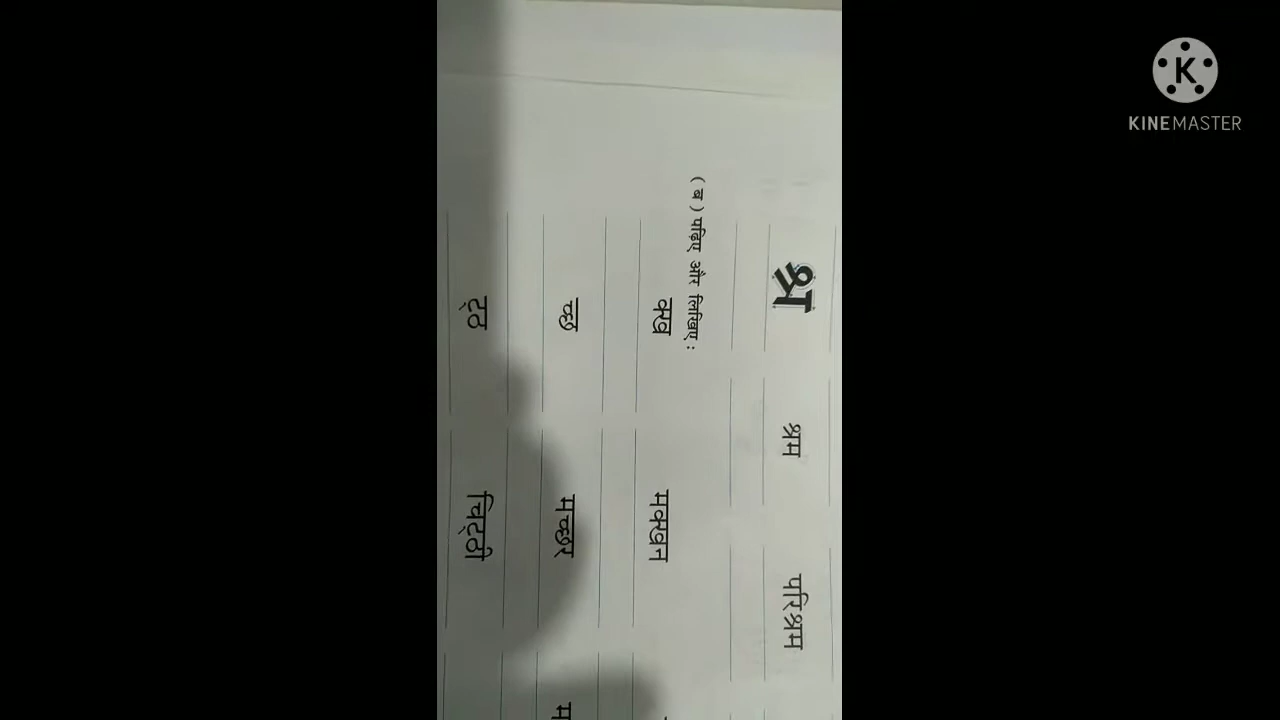 श्र श्रम परिश्रम
( ब ) पढ़िए और लिखिए :
क्ख मक्खन
च्छ मच्छर
ट्ठ चिट्ठी
KINEMASTER